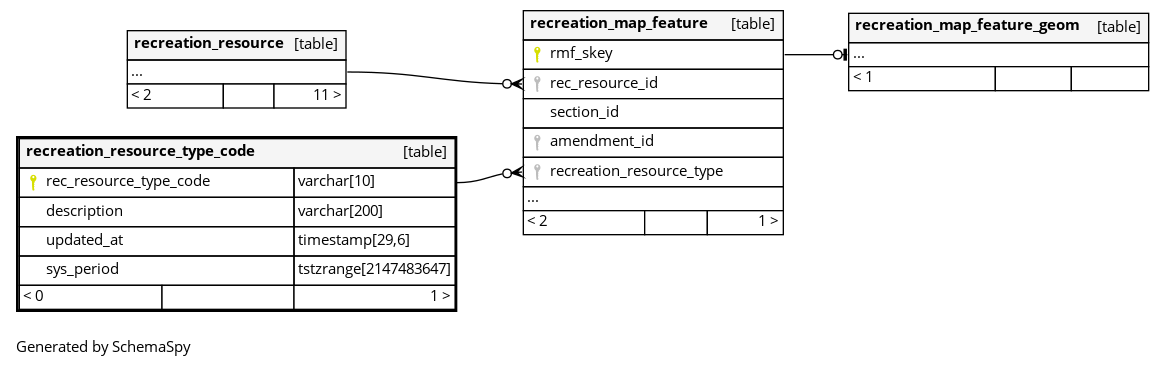 recreation_resource [table]
...
< 2 11 >
recreation_resource_type_code [table]
rec_resource_type_code varchar[10]
description varchar[200]
updated_at timestamp[29,6]
sys_period tstzrange[2147483647]
< 0 1 >
recreation_map_feature [table]
rmf_skey
rec_resource_id
section_id
amendment_id
recreation_resource_type
...
< 2 1 >
recreation_map_feature_geom [table]
...
< 1
Generated by SchemaSpy